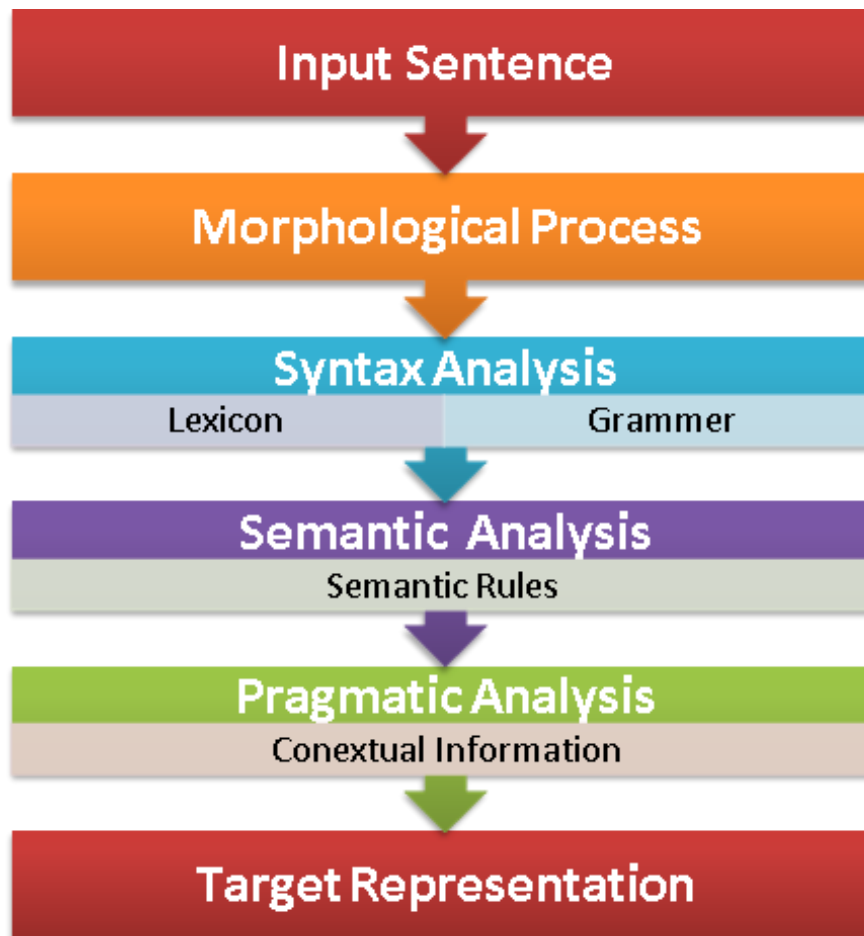 Input Sentence
Morphological Process
Syntax Analysis
Lexicon Grammer
Semantic Analysis
Semantic Rules
Pragmatic Analysis
Conextual Information
Target Representation